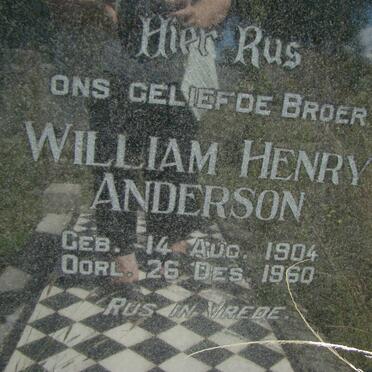 Hier Rus
ONS GELIEFDE BROER
WILLIAM HENRY
ANDERSON
GEB. 14 AUG. 1904
OORL. 26 DES. 1960
RUS IN VREDE.